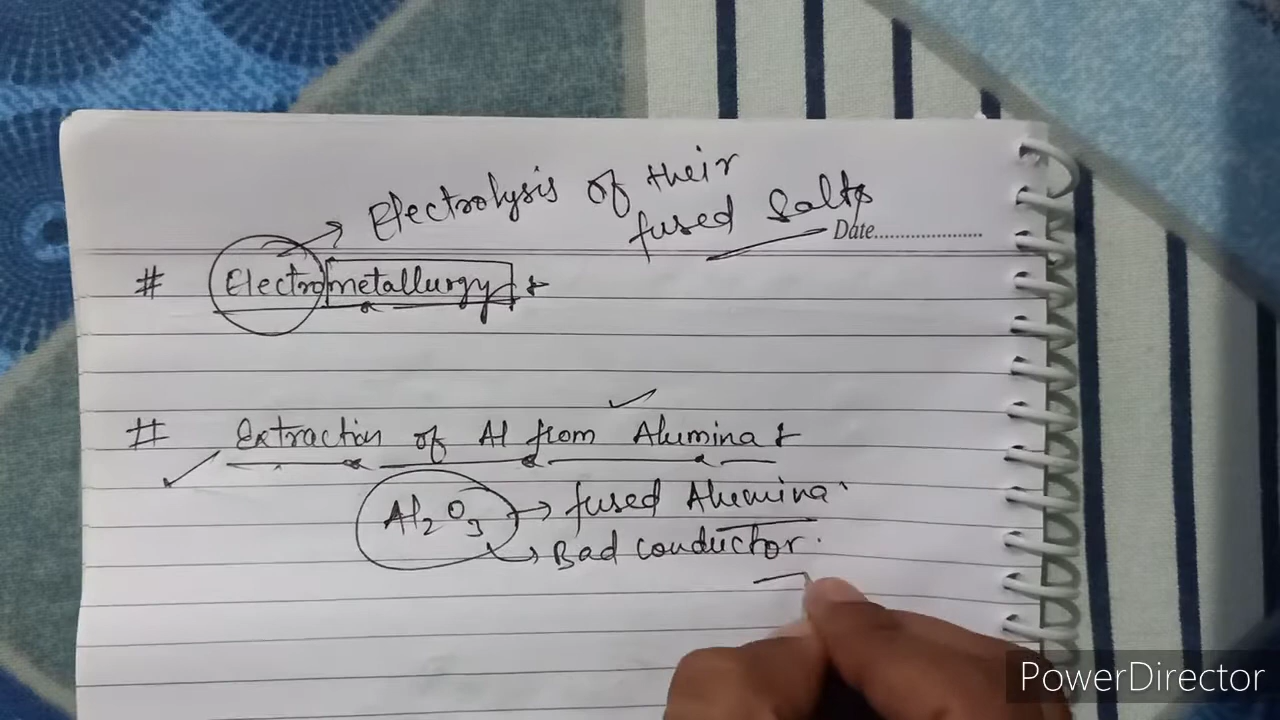 Electrolysis of their
fused Salts
Date....................
# Electrometallurgy :-
# Extraction of Al from Alumina :-
Al2O3 → fused Alumina
→ Bad conductor.
PowerDirector